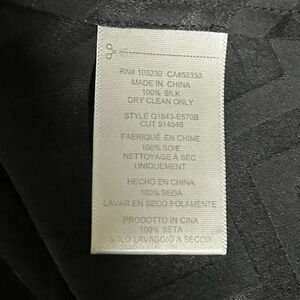 RN# 105230 CA#58350
MADE IN CHINA
100% SILK
DRY CLEAN ONLY
STYLE Q1643-E570B
CUT 514548
FABRIQUÉ EN CHINE
100% SOIE
NETTOYAGE A SEC
UNIQUEMENT
HECHO EN CHINA
100% SEDA
LAVAR EN SECO SOLAMENTE
PRODOTTO IN CINA
100% SETA
SOLO LAVAGGIO A SECCO